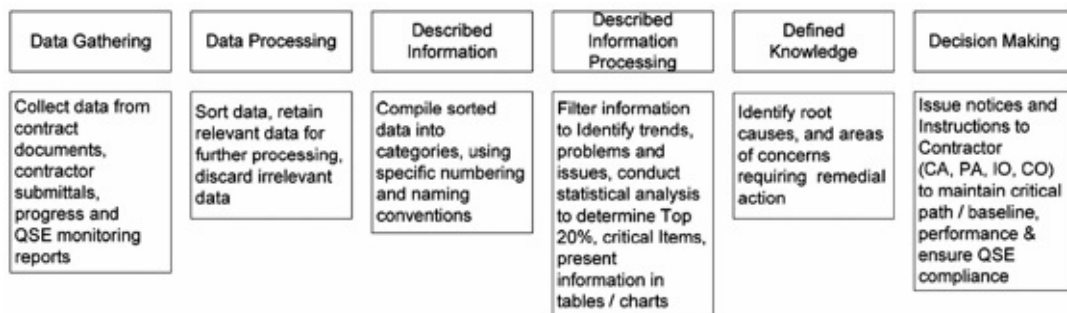 Data Gathering
Data Processing
Described
Information
Described
Information
Processing
Defined
Knowledge
Decision Making
Collect data from
contract
documents,
contractor
submittals,
progress and
QSE monitoring
reports
Sort data, retain
relevant data for
further processing,
discard irrelevant
data
Compile sorted
data into
categories, using
specific numbering
and naming
conventions
Filter information
to Identify trends,
problems and
issues, conduct
statistical analysis
to determine Top
20%, critical Items,
present
information in
tables / charts
Identify root
causes, and areas
of concerns
requiring remedial
action
Issue notices and
Instructions to
Contractor
(CA, PA, IO, CO)
to maintain critical
path / baseline,
performance &
ensure QSE
compliance